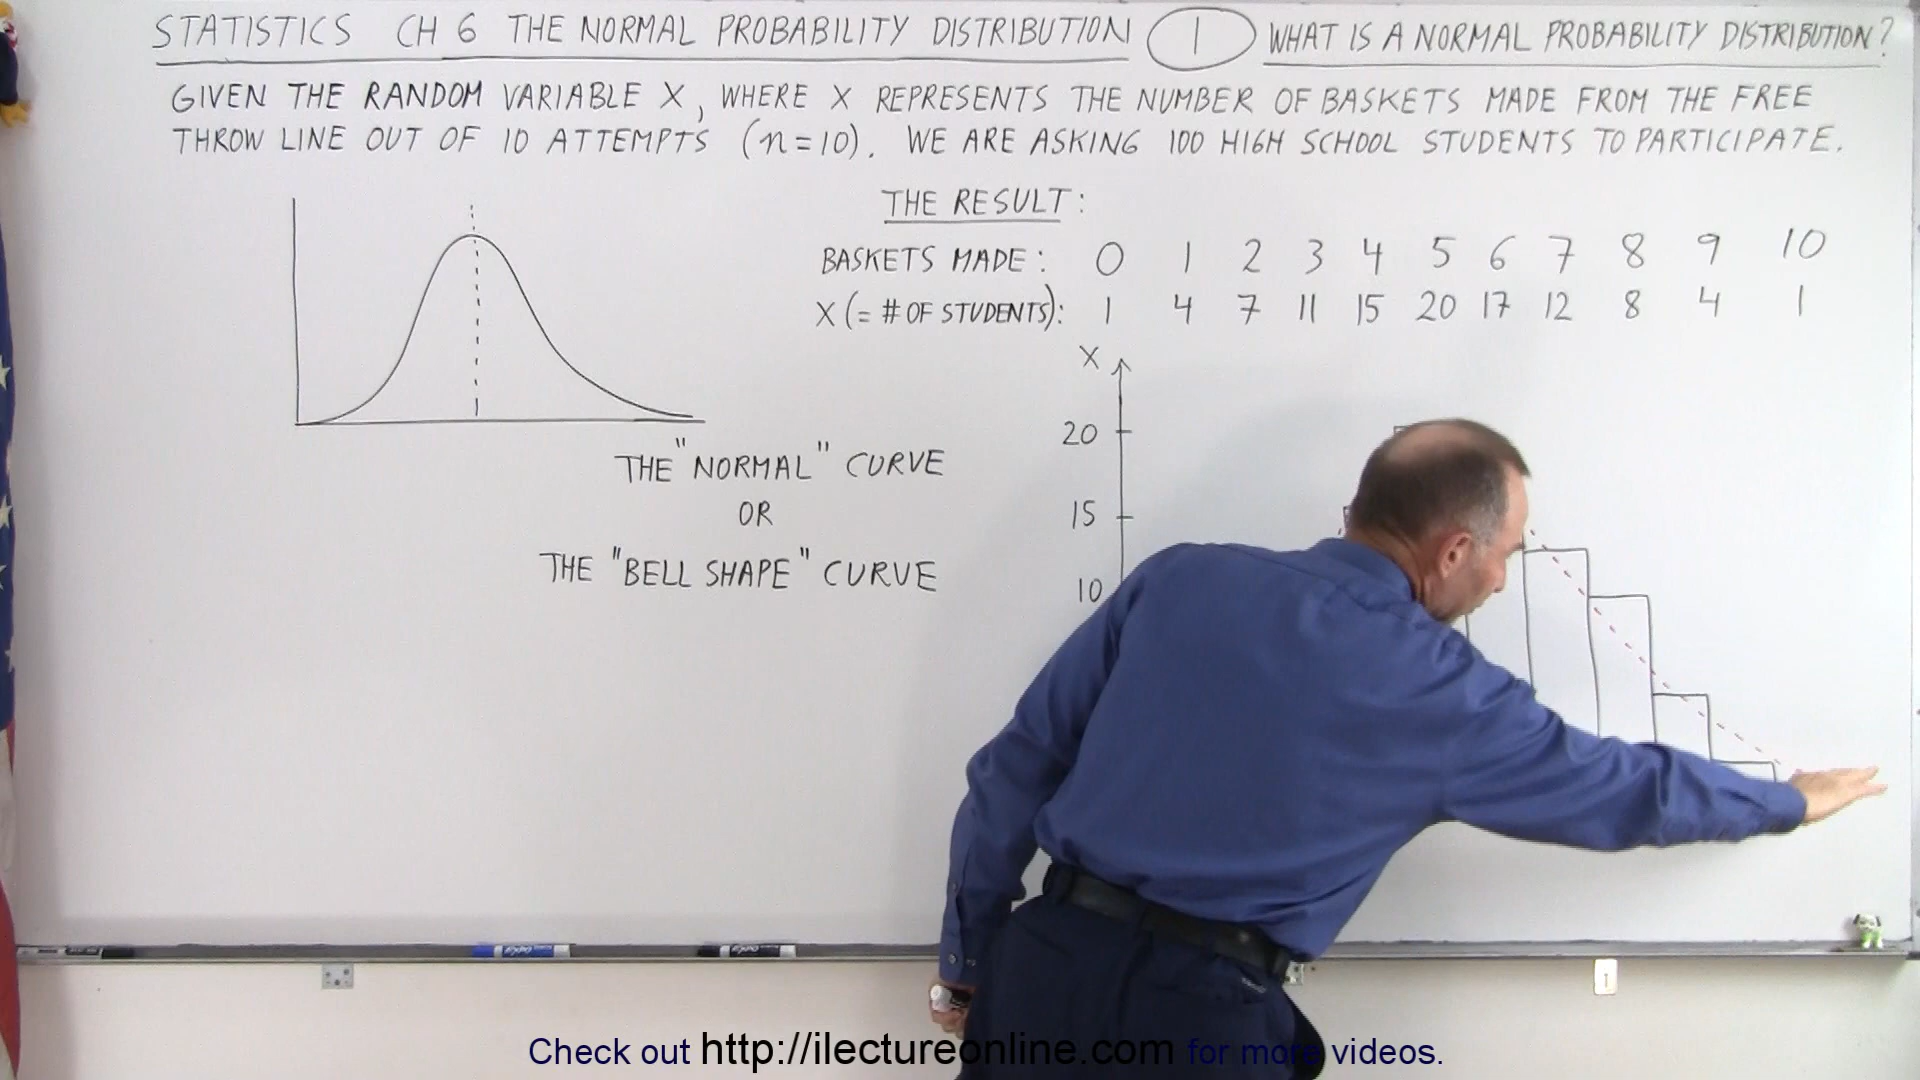 STATISTICS CH 6 THE NORMAL PROBABILITY DISTRIBUTION 1 WHAT IS A NORMAL PROBABILITY DISTRIBUTION?
GIVEN THE RANDOM VARIABLE X, WHERE X REPRESENTS THE NUMBER OF BASKETS MADE FROM THE FREE
THROW LINE OUT OF 10 ATTEMPTS (n=10). WE ARE ASKING 100 HIGH SCHOOL STUDENTS TO PARTICIPATE.
THE RESULT:
BASKETS MADE: 0 1 2 3 4 5 6 7 8 9 10
X (= # OF STUDENTS): 1 4 7 11 15 20 17 12 8 4 1
X
20
15
10
THE "NORMAL" CURVE
OR
THE "BELL SHAPE" CURVE
Check out http://ilectureonline.com for more videos.